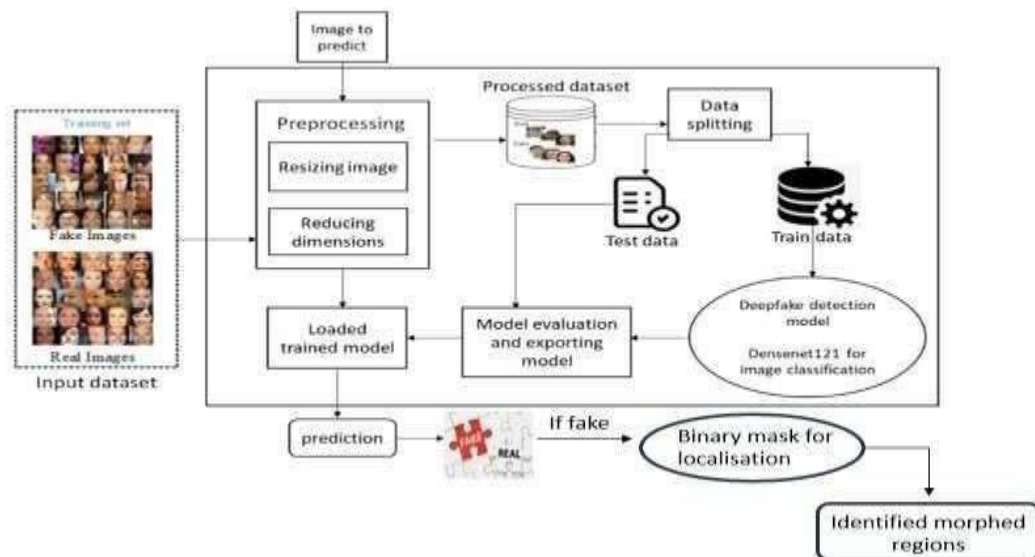 Image to
predict
Training set
Fake Images
Real Images
Input dataset
Preprocessing
Resizing image
Reducing
dimensions
Processed dataset
Data
splitting
Test data
Train data
Loaded
trained model
Model evaluation
and exporting
model
Deepfake detection
model
Densenet121 for
image classification
prediction
FAKE
REAL
If fake
Binary mask for
localisation
Identified morphed
regions